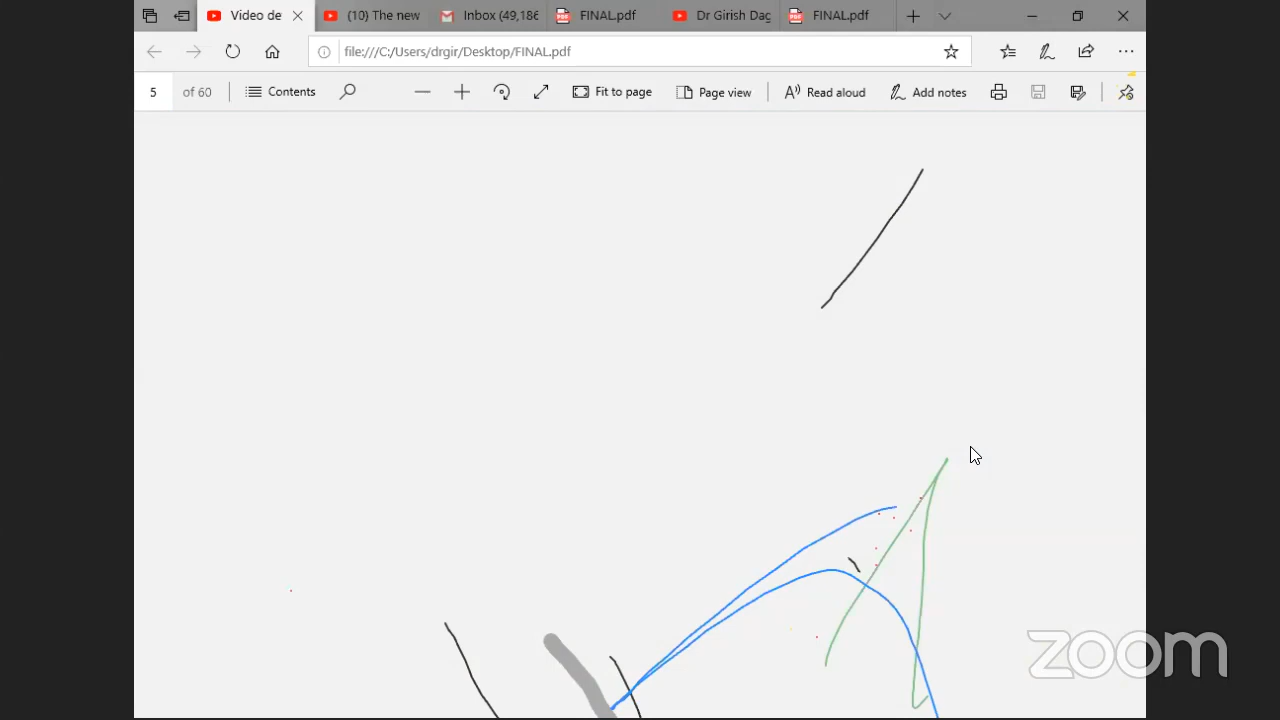 Video de
(10) The new
Inbox (49,186
FINAL.pdf
Dr Girish Dag
FINAL.pdf
file:///C:/Users/drgir/Desktop/FINAL.pdf
5 of 60 Contents Fit to page Page view Read aloud Add notes
zoom